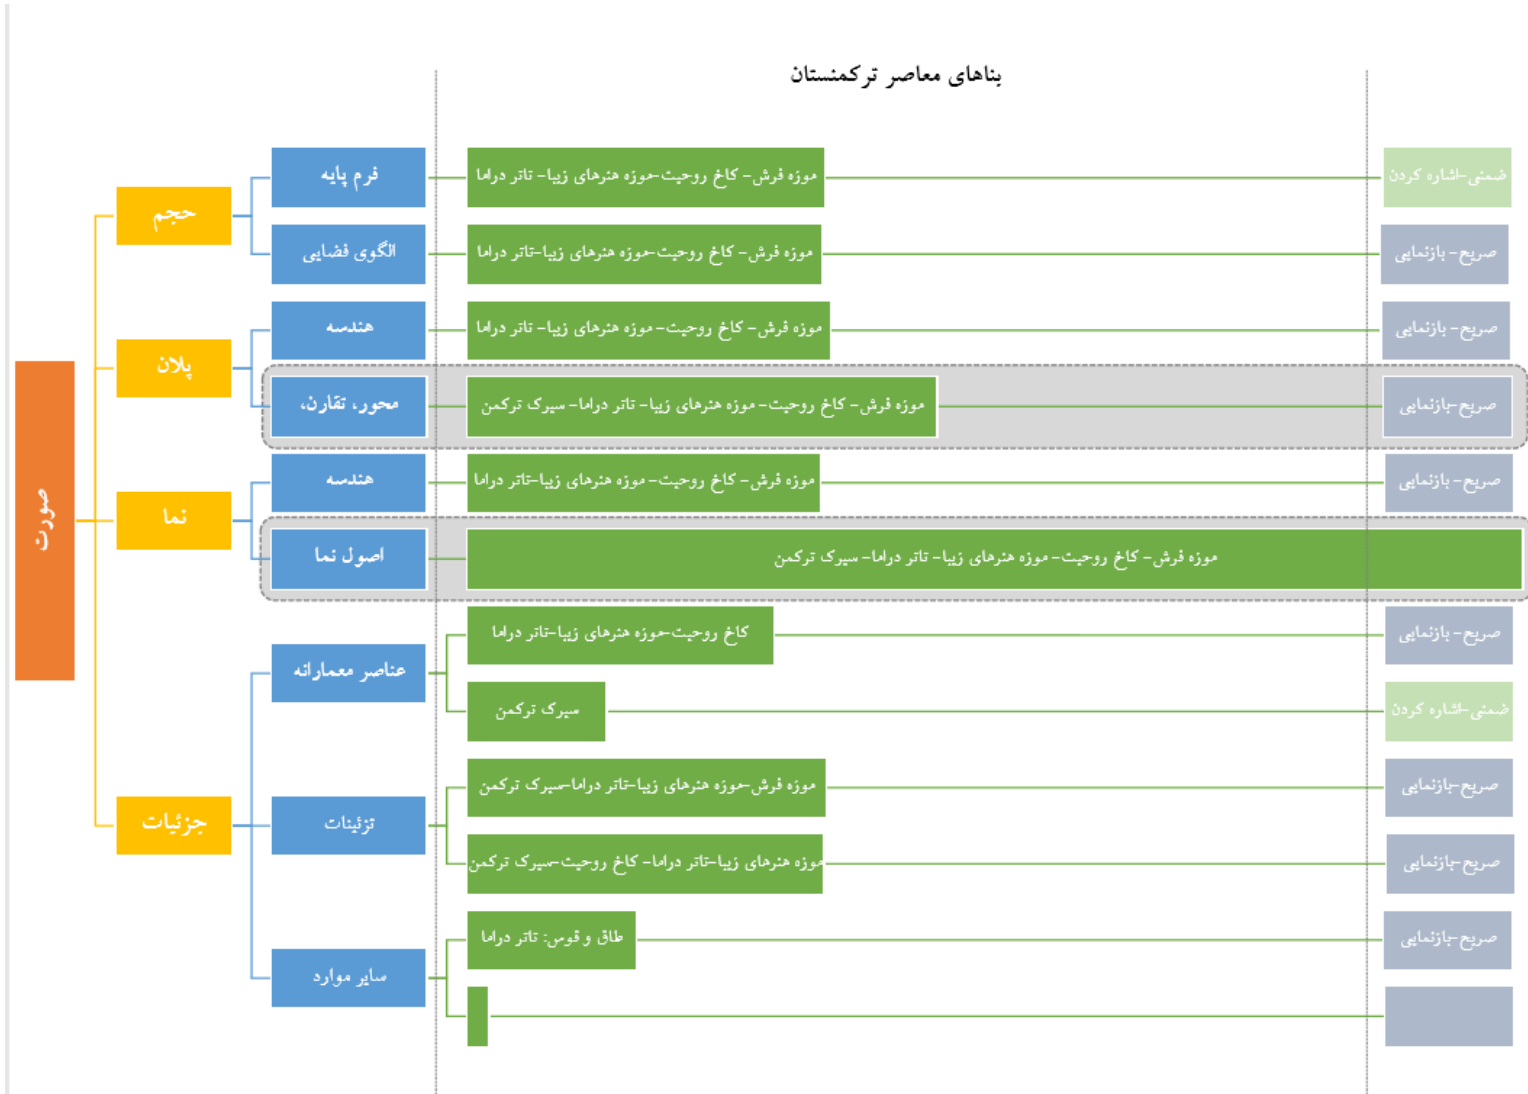 بناهای معاصر ترکمنستان
صورت
حجم
فرم پایه
موزه فرش- کاخ روحیت-موزه هنرهای زیبا- تاتر دراما
ضمنی-اشاره کردن
الگوی فضایی
موزه فرش- کاخ روحیت-موزه هنرهای زیبا-تاتر دراما
صریح- بازنمایی
پلان
هندسه
موزه فرش- کاخ روحیت- موزه هنرهای زیبا- تاتر دراما
صریح- بازنمایی
محور، تقارن،
موزه فرش- کاخ روحیت- موزه هنرهای زیبا- تاتر دراما- سیرک ترکمن
صریح-بازنمایی
نما
هندسه
موزه فرش- کاخ روحیت- موزه هنرهای زیبا-تاتر دراما
صریح- بازنمایی
اصول نما
موزه فرش- کاخ روحیت- موزه هنرهای زیبا- تاتر دراما- سیرک ترکمن
جزئیات
عناصر معمارانه
کاخ روحیت-موزه هنرهای زیبا-تاتر دراما
صریح- بازنمایی
سیرک ترکمن
ضمنی-اشاره کردن
تزئینات
موزه فرش-موزه هنرهای زیبا-تاتر دراما-سیرک ترکمن
صریح-بازنمایی
موزه هنرهای زیبا-تاتر دراما- کاخ روحیت-سیرک ترکمن
صریح-بازنمایی
سایر موارد
طاق و قوس: تاتر دراما
صریح-بازنمایی